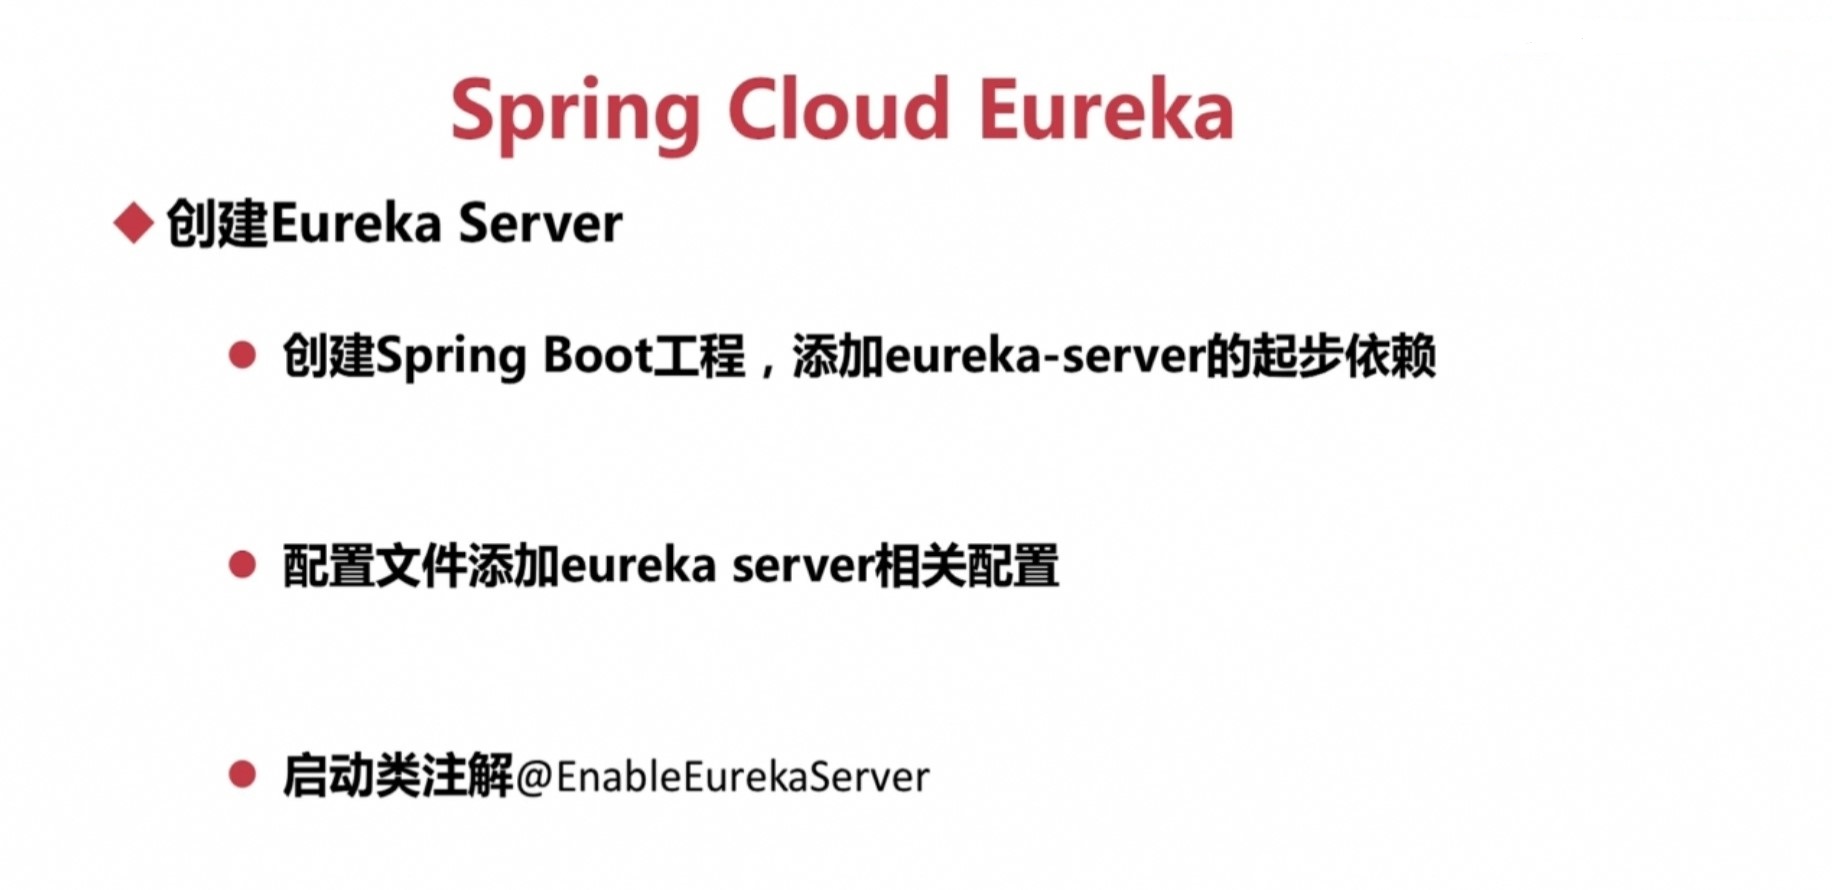 Spring Cloud Eureka
创建Eureka Server
创建Spring Boot工程，添加eureka-server的起步依赖
配置文件添加eureka server相关配置
启动类注解@EnableEurekaServer